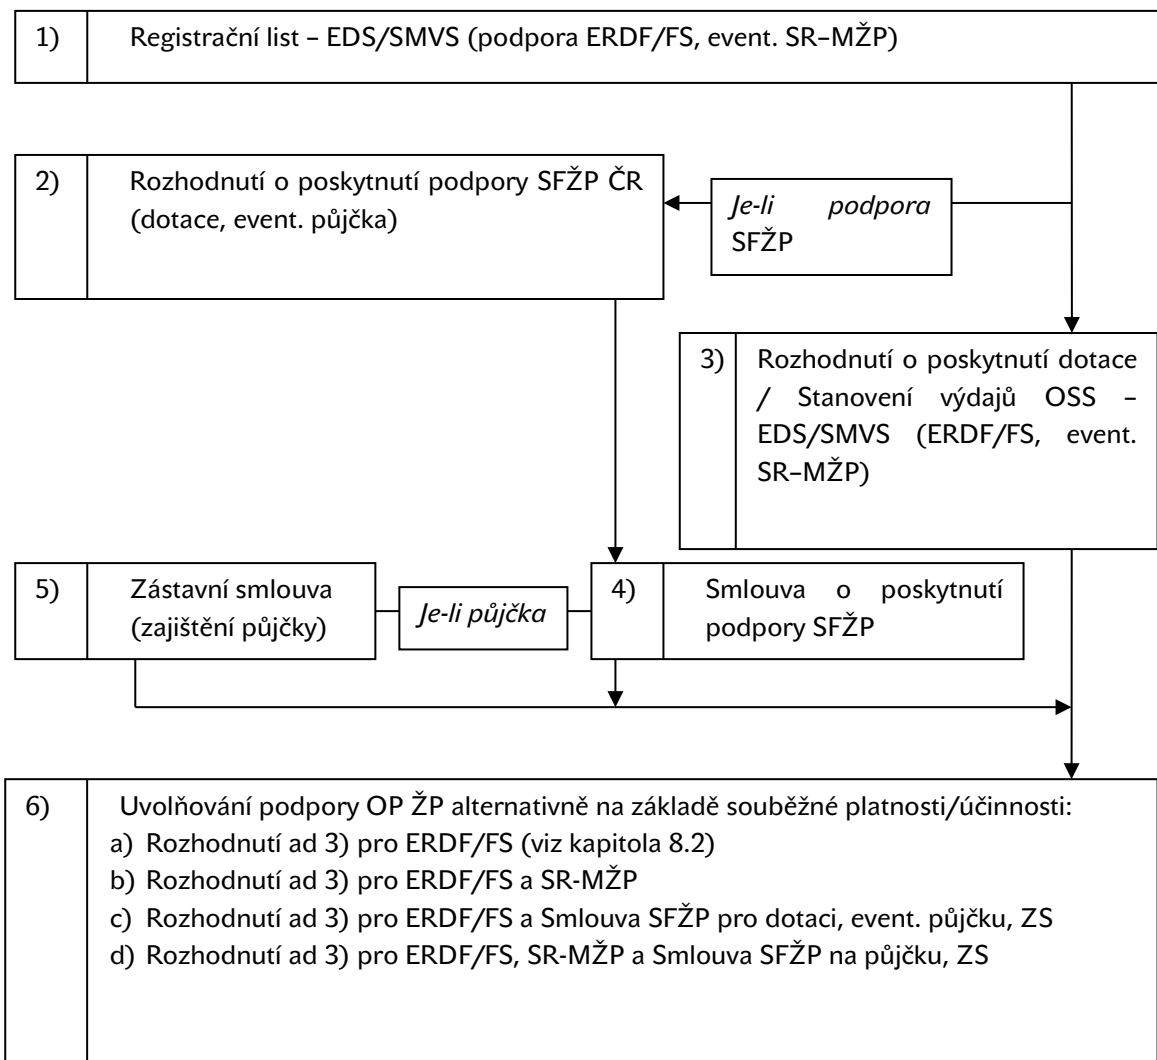 1) Registrační list – EDS/SMVS (podpora ERDF/FS, event. SR–MŽP)
2) Rozhodnutí o poskytnutí podpory SFŽP ČR
(dotace, event. půjčka)
Je-li podpora
SFŽP
3) Rozhodnutí o poskytnutí dotace
/ Stanovení výdajů OSS –
EDS/SMVS (ERDF/FS, event.
SR–MŽP)
5) Zástavní smlouva
(zajištění půjčky)
Je-li půjčka
4) Smlouva o poskytnutí
podpory SFŽP
6) Uvolňování podpory OP ŽP alternativně na základě souběžné platnosti/účinnosti:
a) Rozhodnutí ad 3) pro ERDF/FS (viz kapitola 8.2)
b) Rozhodnutí ad 3) pro ERDF/FS a SR-MŽP
c) Rozhodnutí ad 3) pro ERDF/FS a Smlouva SFŽP pro dotaci, event. půjčku, ZS
d) Rozhodnutí ad 3) pro ERDF/FS, SR-MŽP a Smlouva SFŽP na půjčku, ZS